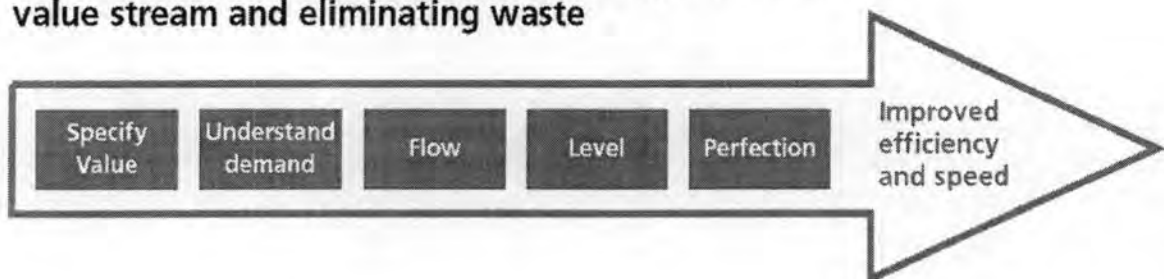 value stream and eliminating waste
Specify
Value
Understand
demand
Flow
Level
Perfection
Improved
efficiency
and speed